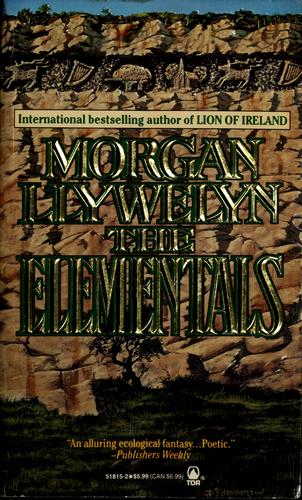 International bestselling author of LION OF IRELAND
MORGAN
LLYWELYN
THE
ELEMENTALS
"An alluring ecological fantasy...Poetic."
–Publishers Weekly
51815-2★$5.99 (CAN $6.99)
TOR